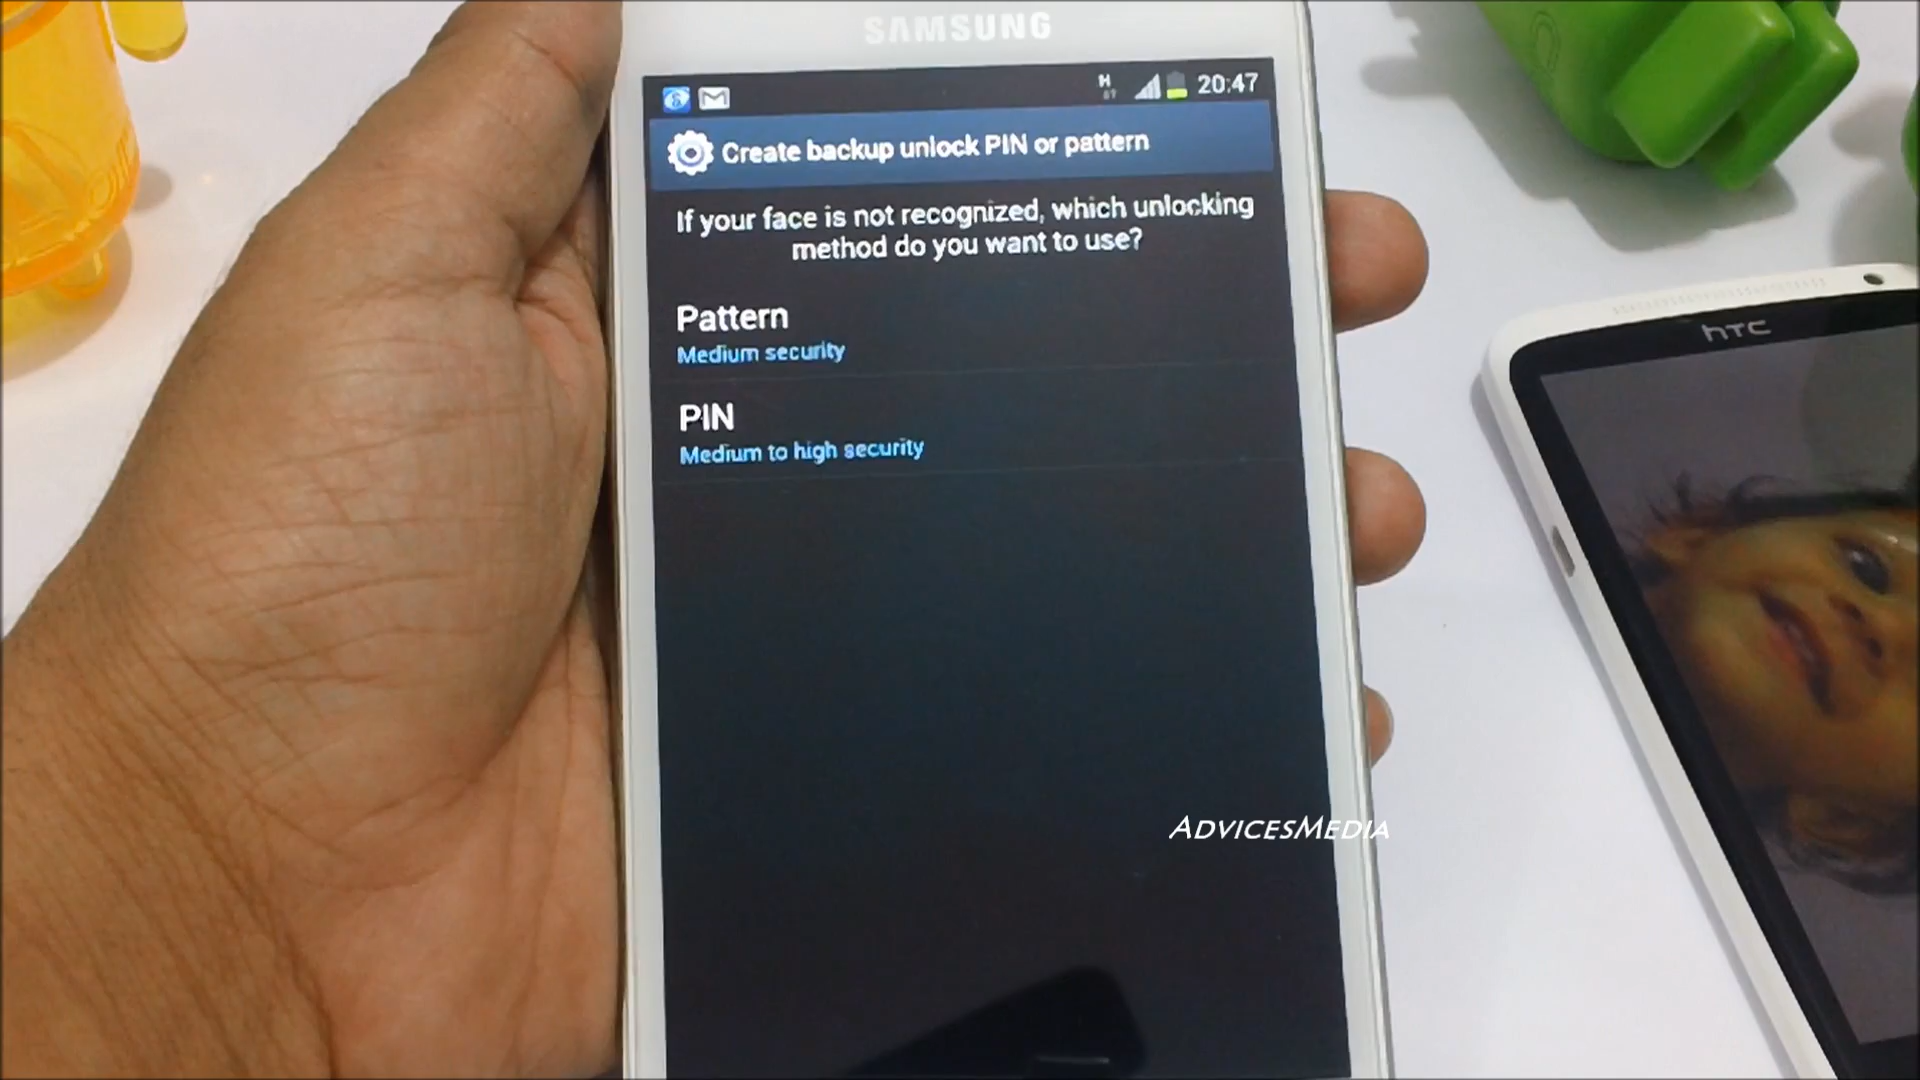 SAMSUNG
20:47
Create backup unlock PIN or pattern
If your face is not recognized, which unlocking
method do you want to use?
Pattern
Medium security
PIN
Medium to high security
hTC
ADVICESMEDIA